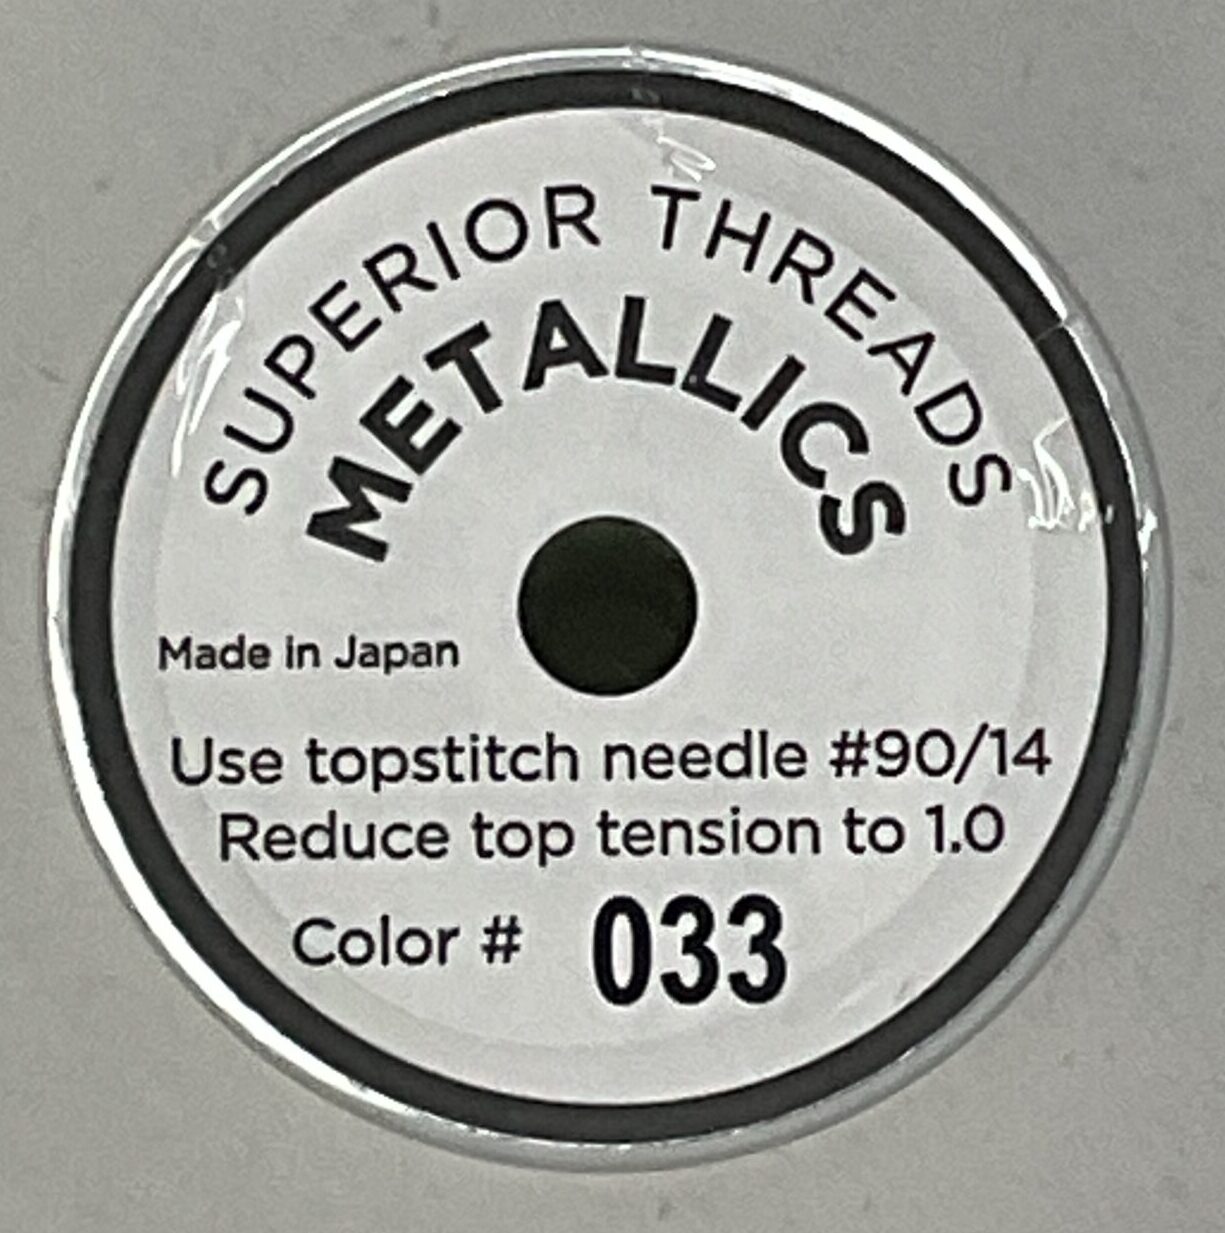 SUPERIOR THREADS
METALLICS
Made in Japan
Use topstitch needle #90/14
Reduce top tension to 1.0
Color # 033